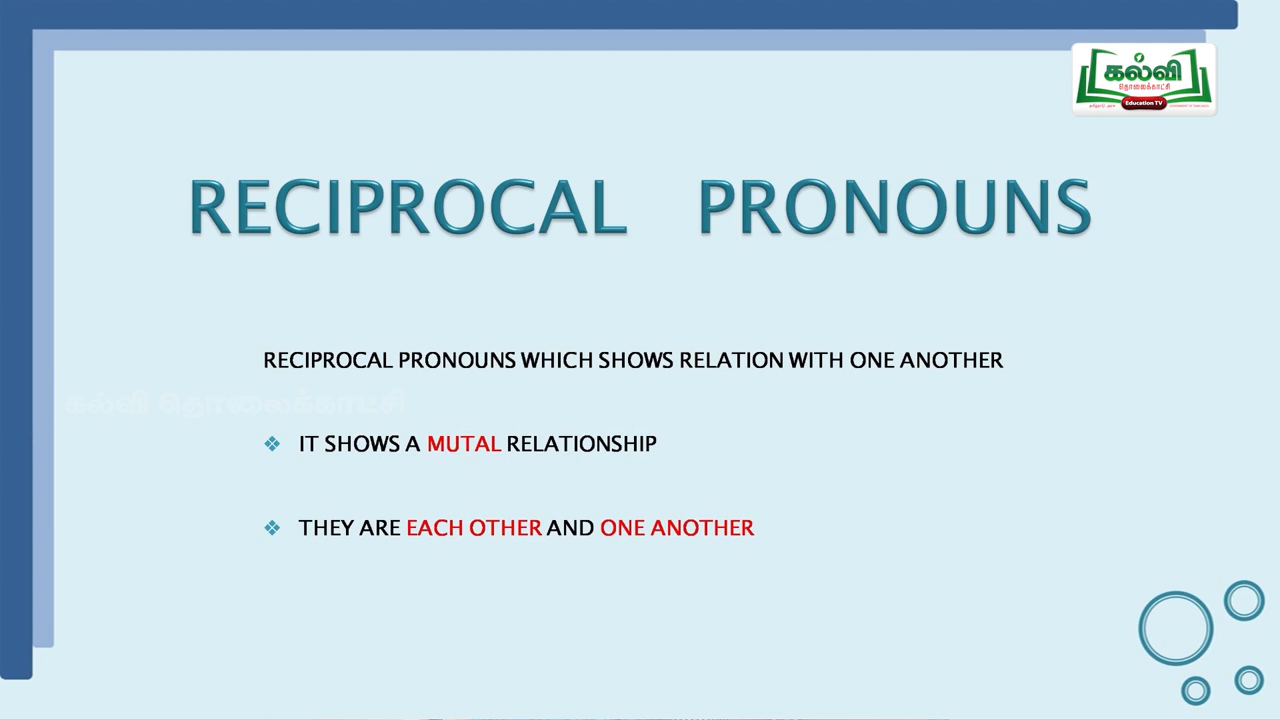 கல்வி
தொலைக்காட்சி
Education TV
RECIPROCAL PRONOUNS
RECIPROCAL PRONOUNS WHICH SHOWS RELATION WITH ONE ANOTHER
கல்வி தொலைக்காட்சி
IT SHOWS A MUTAL RELATIONSHIP
THEY ARE EACH OTHER AND ONE ANOTHER